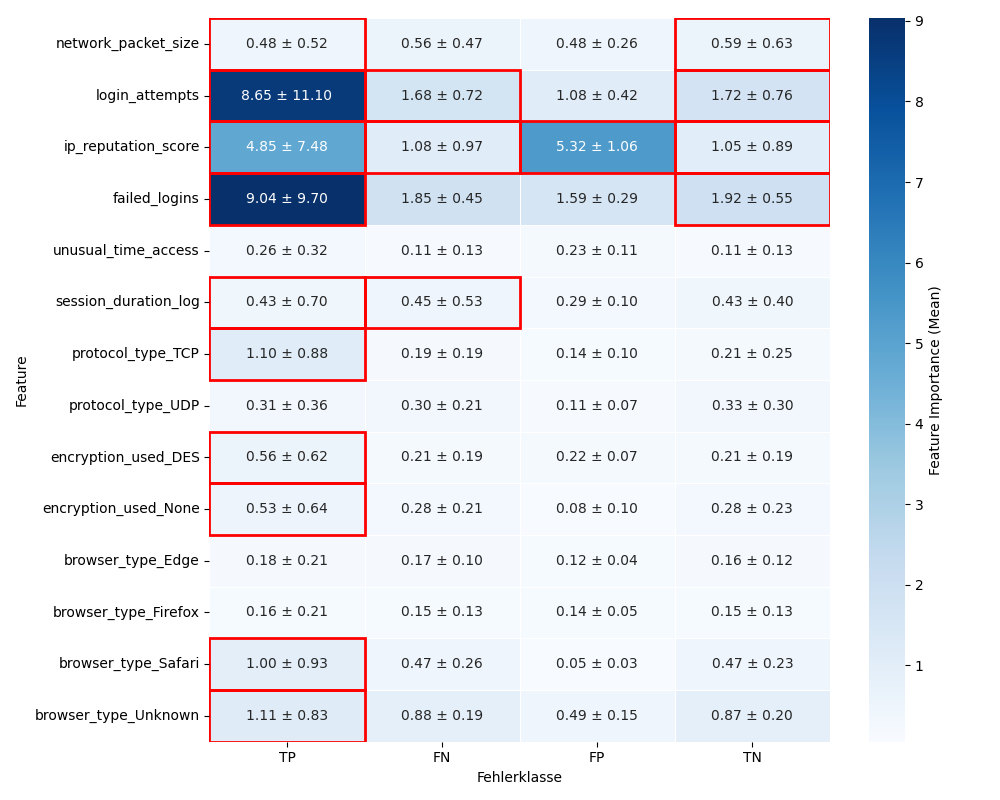 network_packet_size 0.48 ± 0.52 0.56 ± 0.47 0.48 ± 0.26 0.59 ± 0.63
login_attempts 8.65 ± 11.10 1.68 ± 0.72 1.08 ± 0.42 1.72 ± 0.76
ip_reputation_score 4.85 ± 7.48 1.08 ± 0.97 5.32 ± 1.06 1.05 ± 0.89
failed_logins 9.04 ± 9.70 1.85 ± 0.45 1.59 ± 0.29 1.92 ± 0.55
unusual_time_access 0.26 ± 0.32 0.11 ± 0.13 0.23 ± 0.11 0.11 ± 0.13
session_duration_log 0.43 ± 0.70 0.45 ± 0.53 0.29 ± 0.10 0.43 ± 0.40
protocol_type_TCP 1.10 ± 0.88 0.19 ± 0.19 0.14 ± 0.10 0.21 ± 0.25
protocol_type_UDP 0.31 ± 0.36 0.30 ± 0.21 0.11 ± 0.07 0.33 ± 0.30
encryption_used_DES 0.56 ± 0.62 0.21 ± 0.19 0.22 ± 0.07 0.21 ± 0.19
encryption_used_None 0.53 ± 0.64 0.28 ± 0.21 0.08 ± 0.10 0.28 ± 0.23
browser_type_Edge 0.18 ± 0.21 0.17 ± 0.10 0.12 ± 0.04 0.16 ± 0.12
browser_type_Firefox 0.16 ± 0.21 0.15 ± 0.13 0.14 ± 0.05 0.15 ± 0.13
browser_type_Safari 1.00 ± 0.93 0.47 ± 0.26 0.05 ± 0.03 0.47 ± 0.23
browser_type_Unknown 1.11 ± 0.83 0.88 ± 0.19 0.49 ± 0.15 0.87 ± 0.20
TP FN FP TN
Fehlerklasse
Feature
9
8
7
6
5
4
3
2
1
Feature Importance (Mean)